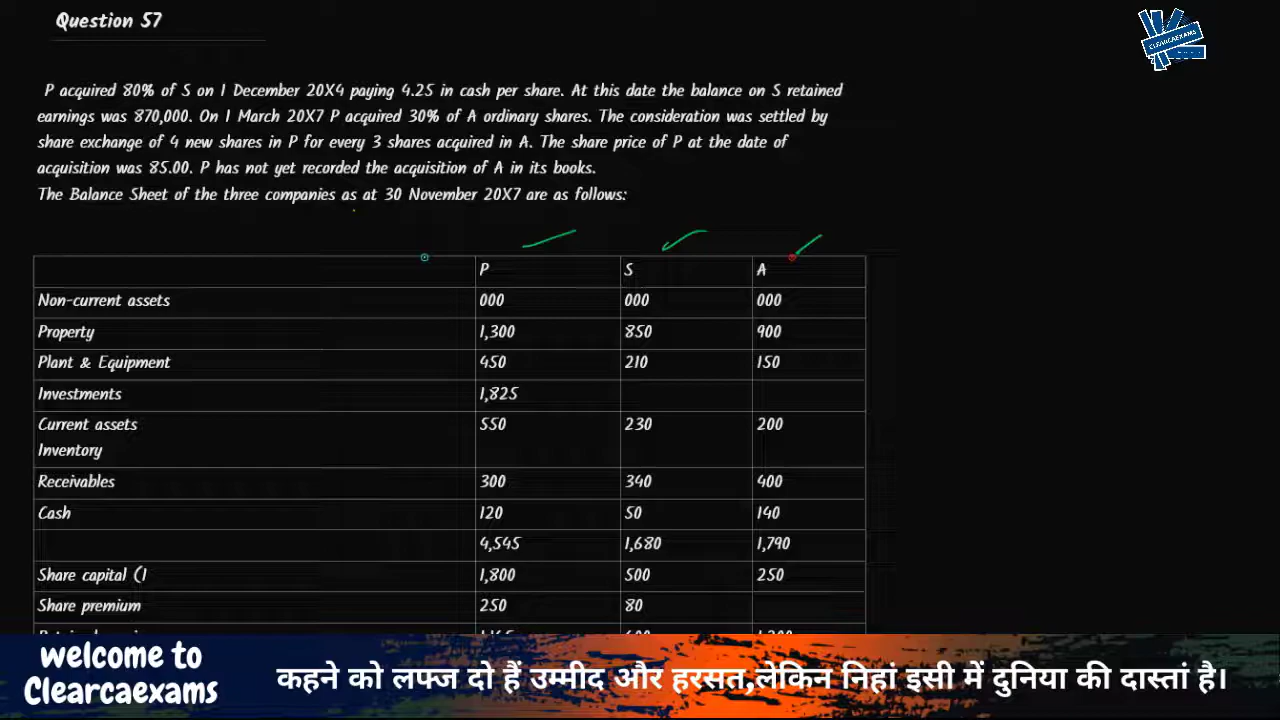 Question 57
CLEARCAEXAMS
P acquired 80% of S on 1 December 20X4 paying 4.25 in cash per share. At this date the balance on S retained
earnings was 870,000. On 1 March 20X7 P acquired 30% of A ordinary shares. The consideration was settled by
share exchange of 4 new shares in P for every 3 shares acquired in A. The share price of P at the date of
acquisition was 85.00. P has not yet recorded the acquisition of A in its books.
The Balance Sheet of the three companies as at 30 November 20X7 are as follows:
P S A
Non-current assets 000 000 000
Property 1,300 850 900
Plant & Equipment 450 210 150
Investments 1,825
Current assets 550 230 200
Inventory
Receivables 300 340 400
Cash 120 50 140
4,545 1,680 1,790
Share capital (1 1,800 500 250
Share premium 250 80
welcome to
Clearcaexams
कहने को लफ्ज दो हैं उम्मीद और हरसत,लेकिन निहां इसी में दुनिया की दास्तां है।